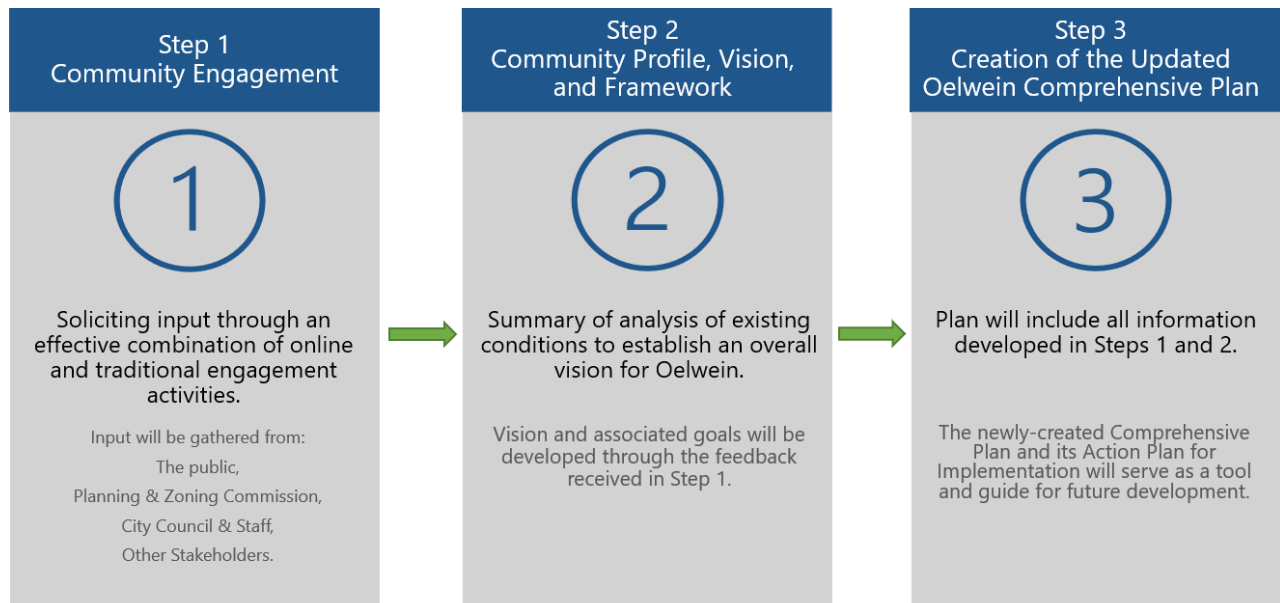 Step 1
Community Engagement
1
Soliciting input through an
effective combination of online
and traditional engagement
activities.
Input will be gathered from:
The public,
Planning & Zoning Commission,
City Council & Staff,
Other Stakeholders.
Step 2
Community Profile, Vision,
and Framework
2
Summary of analysis of existing
conditions to establish an overall
vision for Oelwein.
Vision and associated goals will be
developed through the feedback
received in Step 1.
Step 3
Creation of the Updated
Oelwein Comprehensive Plan
3
Plan will include all information
developed in Steps 1 and 2.
The newly-created Comprehensive
Plan and its Action Plan for
Implementation will serve as a tool
and guide for future development.